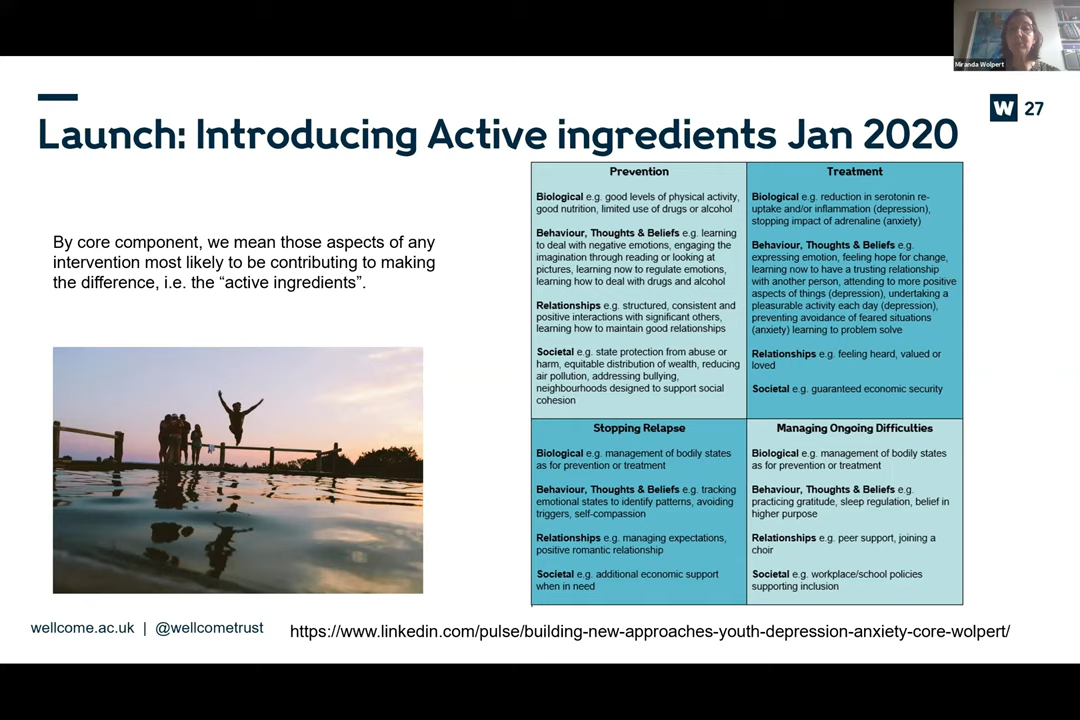 Miranda Wolpert
W 27
Launch: Introducing Active ingredients Jan 2020
By core component, we mean those aspects of any
intervention most likely to be contributing to making
the difference, i.e. the “active ingredients”.
Prevention
Biological e.g. good levels of physical activity,
good nutrition, limited use of drugs or alcohol
Behaviour, Thoughts & Beliefs e.g. learning
to deal with negative emotions, engaging the
imagination through reading or looking at
pictures, learning now to regulate emotions,
learning how to deal with drugs and alcohol
Relationships e.g. structured, consistent and
positive interactions with significant others,
learning how to maintain good relationships
Societal e.g. state protection from abuse or
harm, equitable distribution of wealth, reducing
air pollution, addressing bullying,
neighbourhoods designed to support social
cohesion
Treatment
Biological e.g. reduction in serotonin re-
uptake and/or inflammation (depression),
stopping impact of adrenaline (anxiety)
Behaviour, Thoughts & Beliefs e.g.
expressing emotion, feeling hope for change,
learning now to have a trusting relationship
with another person, attending to more positive
aspects of things (depression), undertaking a
pleasurable activity each day (depression),
preventing avoidance of feared situations
(anxiety) learning to problem solve
Relationships e.g. feeling heard, valued or
loved
Societal e.g. guaranteed economic security
Stopping Relapse
Biological e.g. management of bodily states
as for prevention or treatment
Behaviour, Thoughts & Beliefs e.g. tracking
emotional states to identify patterns, avoiding
triggers, self-compassion
Relationships e.g. managing expectations,
positive romantic relationship
Societal e.g. additional economic support
when in need
Managing Ongoing Difficulties
Biological e.g. management of bodily states
as for prevention or treatment
Behaviour, Thoughts & Beliefs e.g.
practicing gratitude, sleep regulation, belief in
higher purpose
Relationships e.g. peer support, joining a
choir
Societal e.g. workplace/school policies
supporting inclusion
wellcome.ac.uk | @wellcometrust
https://www.linkedin.com/pulse/building-new-approaches-youth-depression-anxiety-core-wolpert/